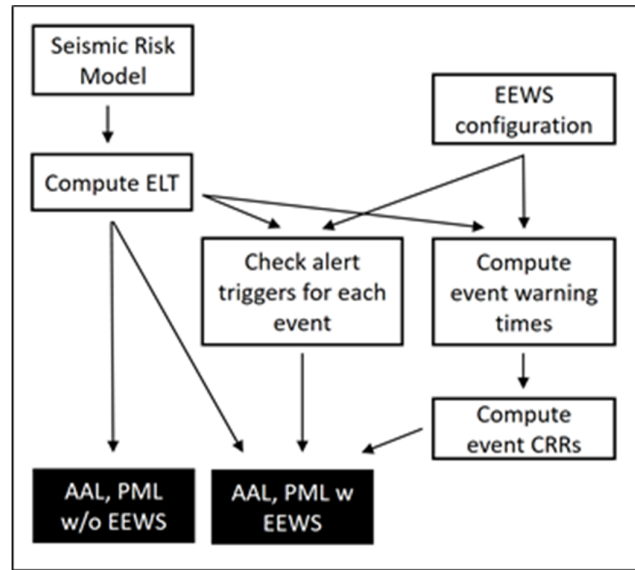 Seismic Risk
Model
EEWS
configuration
Compute ELT
Check alert
triggers for each
event
Compute
event warning
times
Compute
event CRRs
AAL, PML
w/o EEWS
AAL, PML w
EEWS